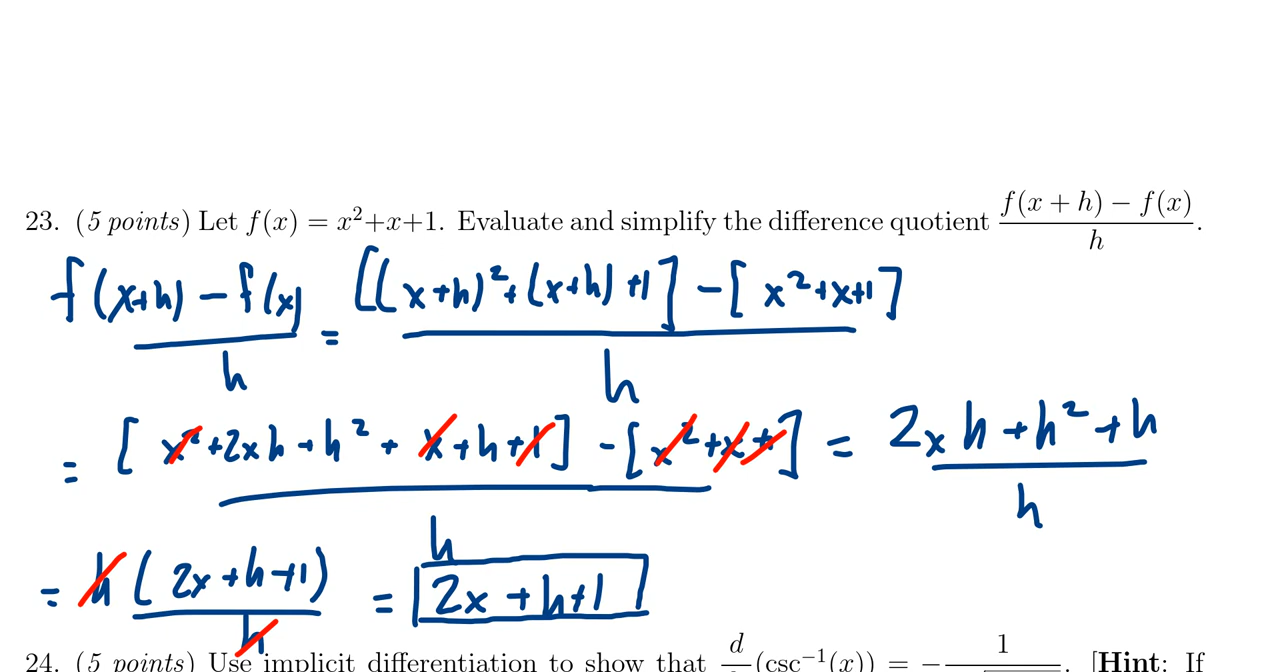 23. (5 points) Let f(x) = x²+x+1. Evaluate and simplify the difference quotient (f(x + h) − f(x))/h.
(f(x+h) − f(x))/h = ([(x+h)²+(x+h)+1] − [x²+x+1])/h
= ([x²+2xh+h²+x+h+1] − [x²+x+])/h = (2xh+h²+h)/h
= h(2x+h+1)/h = 2x+h+1
24. (5 points) Use implicit differentiation to show that d (csc⁻¹(x)) = − 1 . [Hint: If